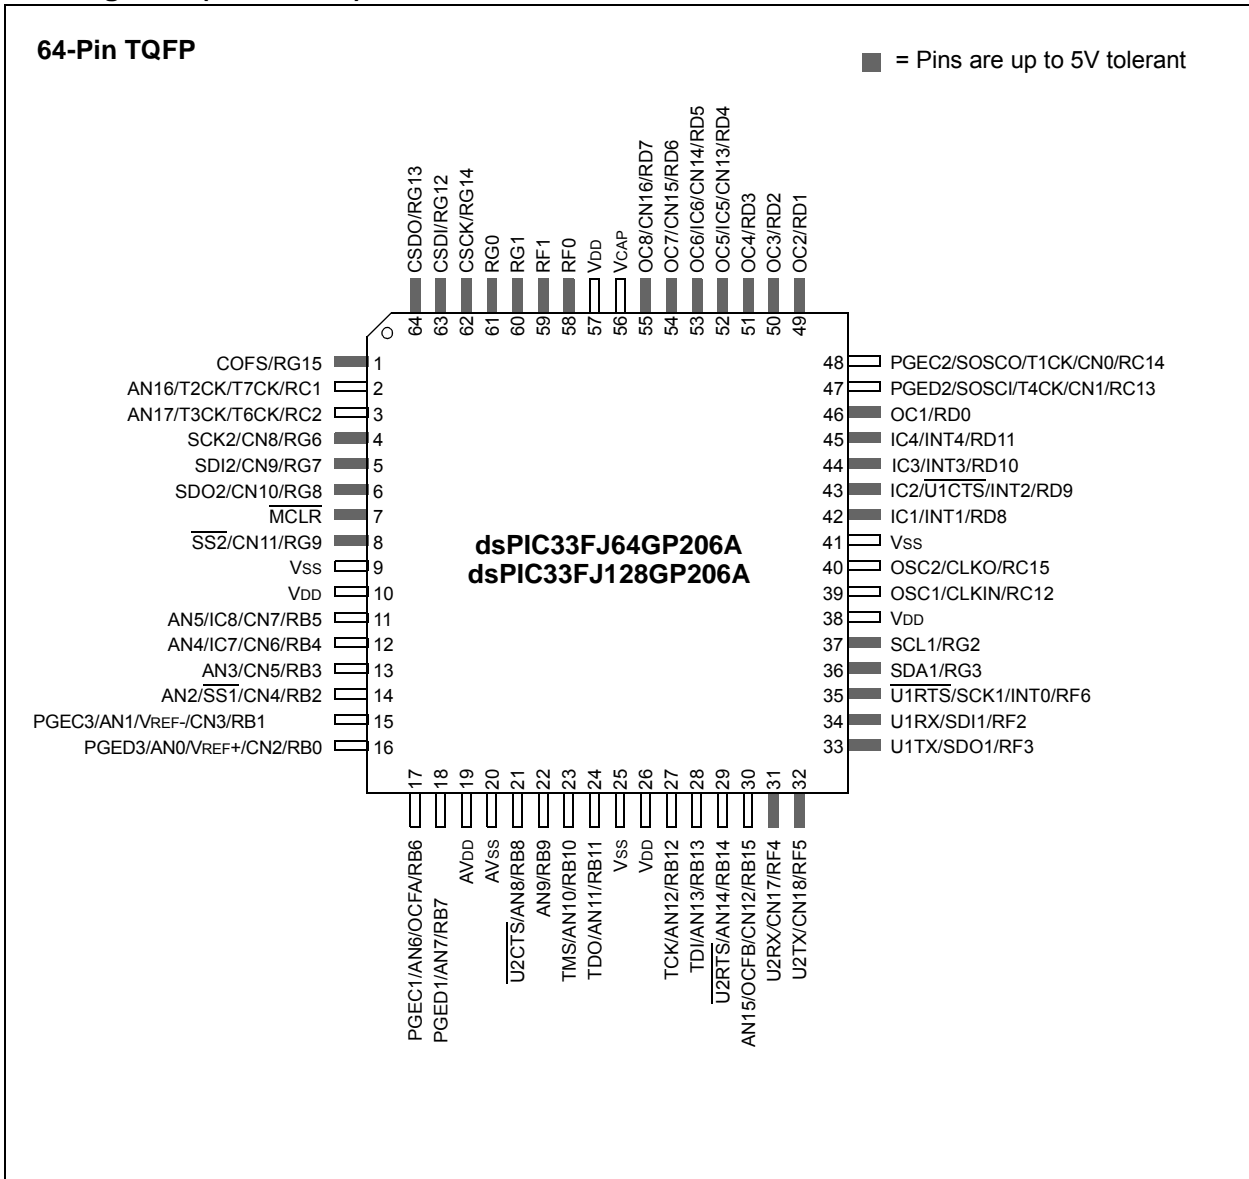 64-Pin TQFP
= Pins are up to 5V tolerant
CSDO/RG13
CSDI/RG12
CSCK/RG14
RG0
RG1
RF1
RF0
VDD
VCAP
OC8/CN16/RD7
OC7/CN15/RD6
OC6/IC6/CN14/RD5
OC5/IC5/CN13/RD4
OC4/RD3
OC3/RD2
OC2/RD1
64
63
62
61
60
59
58
57
56
55
54
53
52
51
50
49
COFS/RG15 1
AN16/T2CK/T7CK/RC1 2
AN17/T3CK/T6CK/RC2 3
SCK2/CN8/RG6 4
SDI2/CN9/RG7 5
SDO2/CN10/RG8 6
MCLR 7
SS2/CN11/RG9 8
VSS 9
VDD 10
AN5/IC8/CN7/RB5 11
AN4/IC7/CN6/RB4 12
AN3/CN5/RB3 13
AN2/SS1/CN4/RB2 14
PGEC3/AN1/VREF-/CN3/RB1 15
PGED3/AN0/VREF+/CN2/RB0 16
dsPIC33FJ64GP206A
dsPIC33FJ128GP206A
48 PGEC2/SOSCO/T1CK/CN0/RC14
47 PGED2/SOSCI/T4CK/CN1/RC13
46 OC1/RD0
45 IC4/INT4/RD11
44 IC3/INT3/RD10
43 IC2/U1CTS/INT2/RD9
42 IC1/INT1/RD8
41 VSS
40 OSC2/CLKO/RC15
39 OSC1/CLKIN/RC12
38 VDD
37 SCL1/RG2
36 SDA1/RG3
35 U1RTS/SCK1/INT0/RF6
34 U1RX/SDI1/RF2
33 U1TX/SDO1/RF3
17
18
19
20
21
22
23
24
25
26
27
28
29
30
31
32
PGEC1/AN6/OCFA/RB6
PGED1/AN7/RB7
AVDD
AVSS
U2CTS/AN8/RB8
AN9/RB9
TMS/AN10/RB10
TDO/AN11/RB11
VSS
VDD
TCK/AN12/RB12
TDI/AN13/RB13
U2RTS/AN14/RB14
AN15/OCFB/CN12/RB15
U2RX/CN17/RF4
U2TX/CN18/RF5